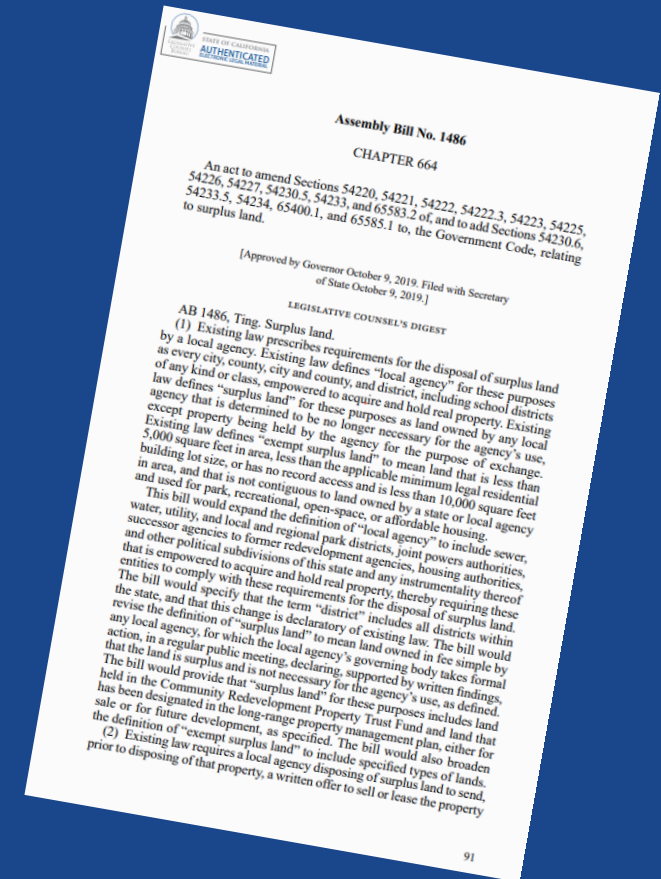 STATE OF CALIFORNIA
AUTHENTICATED
ELECTRONIC LEGAL MATERIAL
Assembly Bill No. 1486
CHAPTER 664
An act to amend Sections 54220, 54221, 54222, 54222.3, 54223, 54225,
54226, 54227, 54230.5, 54233, and 65583.2 of, and to add Sections 54230.6,
54233.5, 54234, 65400.1, and 65585.1 to, the Government Code, relating
to surplus land.
[Approved by Governor October 9, 2019. Filed with Secretary
of State October 9, 2019.]
LEGISLATIVE COUNSEL'S DIGEST
AB 1486, Ting. Surplus land.
(1) Existing law prescribes requirements for the disposal of surplus land
by a local agency. Existing law defines “local agency” for these purposes
as every city, county, city and county, and district, including school districts
of any kind or class, empowered to acquire and hold real property. Existing
law defines “surplus land” for these purposes as land owned by any local
agency that is determined to be no longer necessary for the agency's use,
except property being held by the agency for the purpose of exchange.
Existing law defines “exempt surplus land” to mean land that is less than
5,000 square feet in area, less than the applicable minimum legal residential
building lot size, or has no record access and is less than 10,000 square feet
in area, and that is not contiguous to land owned by a state or local agency
and used for park, recreational, open-space, or affordable housing.
This bill would expand the definition of “local agency” to include sewer,
water, utility, and local and regional park districts, joint powers authorities,
successor agencies to former redevelopment agencies, housing authorities,
and other political subdivisions of this state and any instrumentality thereof
that is empowered to acquire and hold real property, thereby requiring these
entities to comply with these requirements for the disposal of surplus land.
The bill would specify that the term “district” includes all districts within
the state, and that this change is declaratory of existing law. The bill would
revise the definition of “surplus land” to mean land owned in fee simple by
any local agency, for which the local agency's governing body takes formal
action, in a regular public meeting, declaring, supported by written findings,
that the land is surplus and is not necessary for the agency's use, as defined.
The bill would provide that “surplus land” for these purposes includes land
held in the Community Redevelopment Property Trust Fund and land that
has been designated in the long-range property management plan, either for
sale or for future development, as specified. The bill would also broaden
the definition of “exempt surplus land” to include specified types of lands.
(2) Existing law requires a local agency disposing of surplus land to send,
prior to disposing of that property, a written offer to sell or lease the property
91